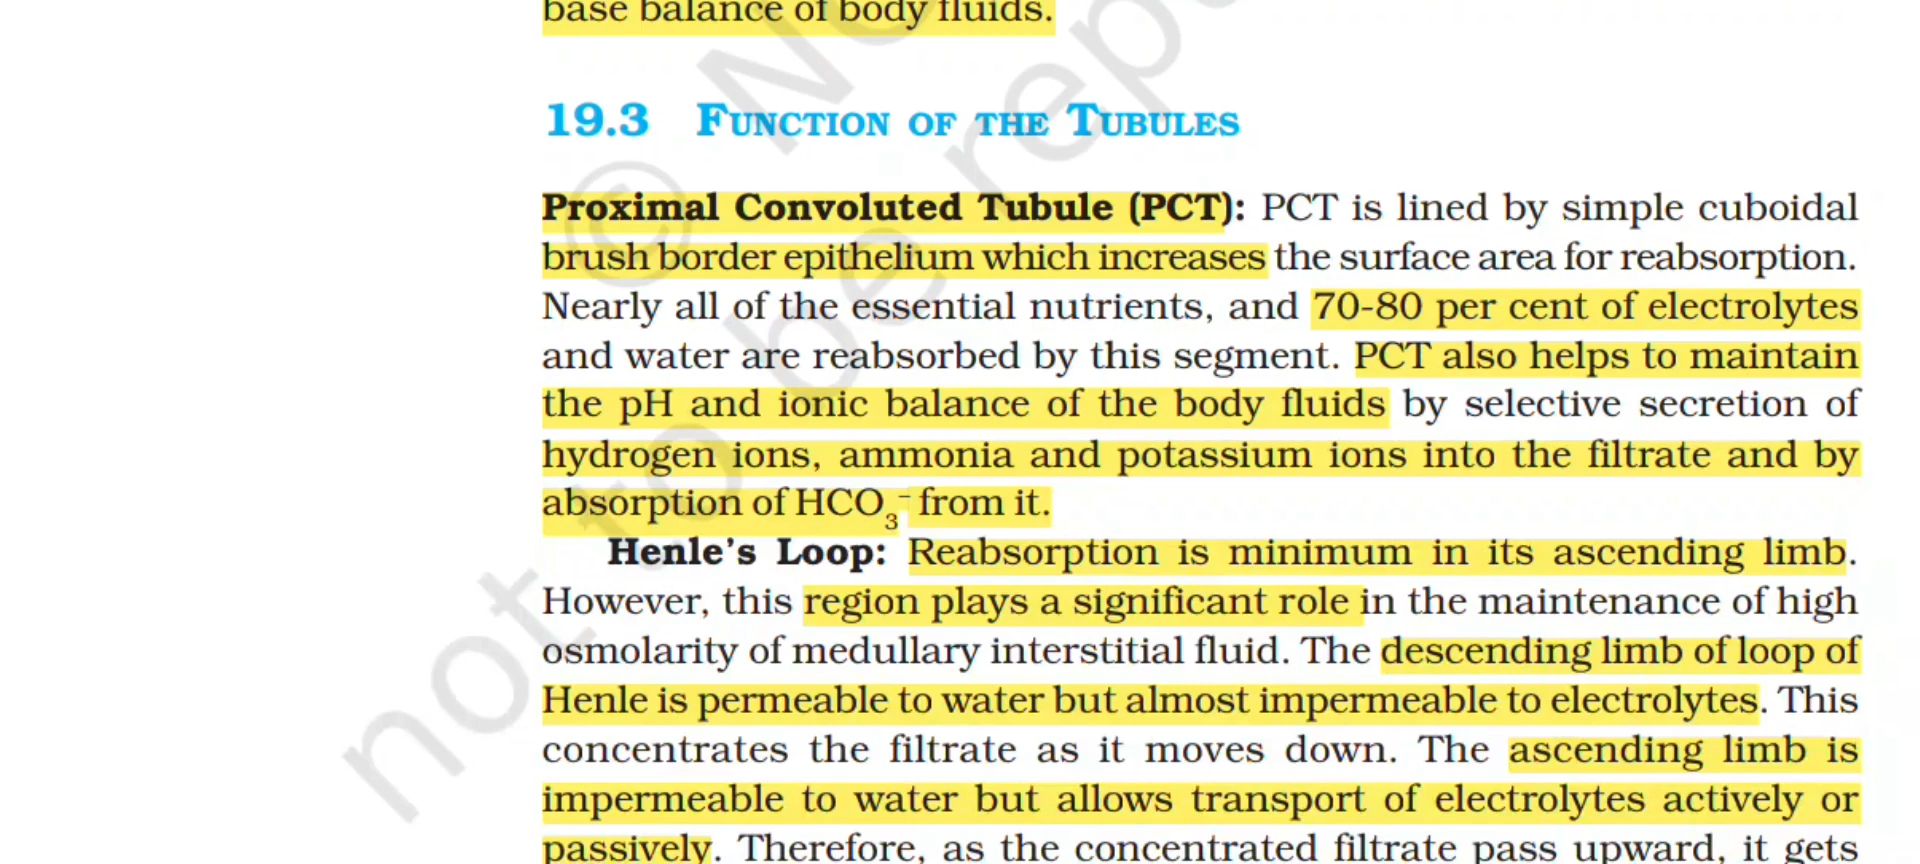 base balance of body fluids.
19.3 FUNCTION OF THE TUBULES
Proximal Convoluted Tubule (PCT): PCT is lined by simple cuboidal
brush border epithelium which increases the surface area for reabsorption.
Nearly all of the essential nutrients, and 70-80 per cent of electrolytes
and water are reabsorbed by this segment. PCT also helps to maintain
the pH and ionic balance of the body fluids by selective secretion of
hydrogen ions, ammonia and potassium ions into the filtrate and by
absorption of HCO₃⁻ from it.
Henle’s Loop: Reabsorption is minimum in its ascending limb.
However, this region plays a significant role in the maintenance of high
osmolarity of medullary interstitial fluid. The descending limb of loop of
Henle is permeable to water but almost impermeable to electrolytes. This
concentrates the filtrate as it moves down. The ascending limb is
impermeable to water but allows transport of electrolytes actively or
passively. Therefore, as the concentrated filtrate pass upward, it gets
© N
not to be rep